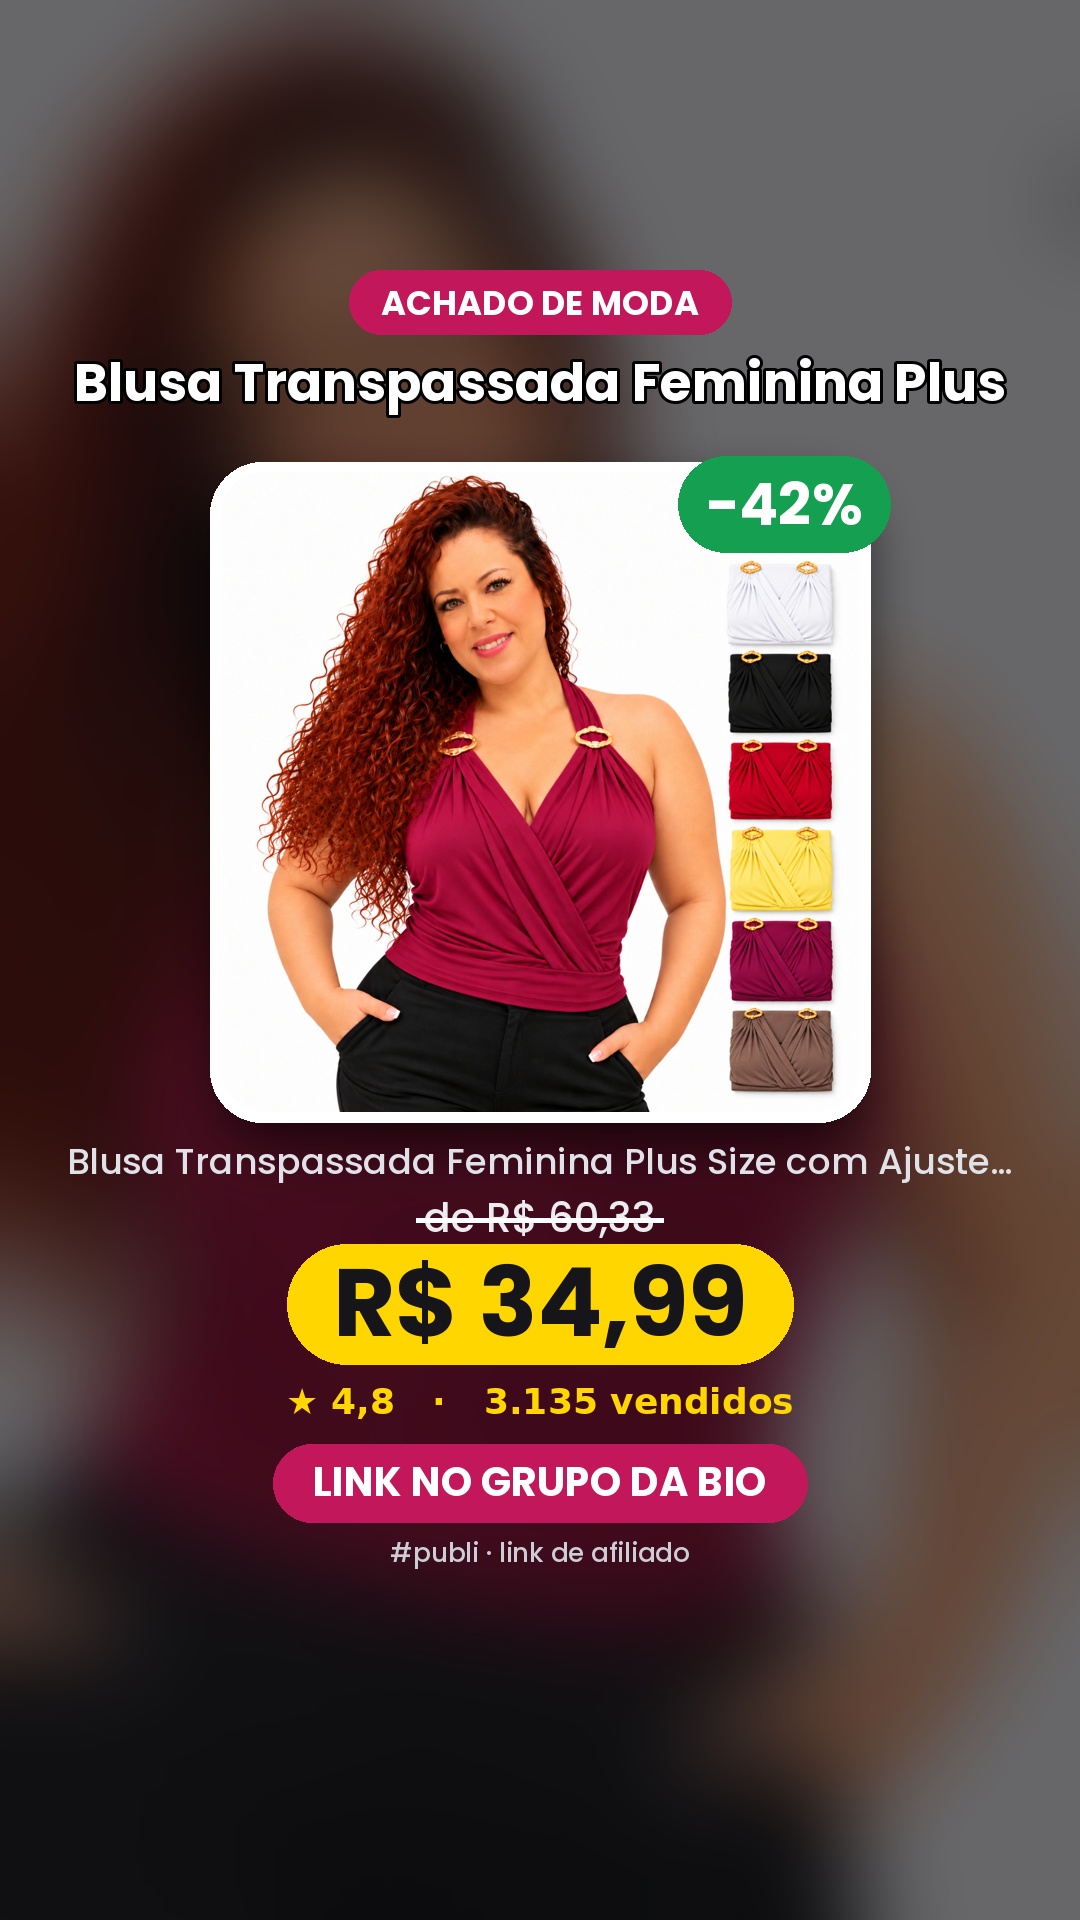 ACHADO DE MODA
Blusa Transpassada Feminina Plus
-42%
Blusa Transpassada Feminina Plus Size com Ajuste...
de R$ 60,33
R$ 34,99
★ 4,8 · 3.135 vendidos
LINK NO GRUPO DA BIO
#publi · link de afiliado